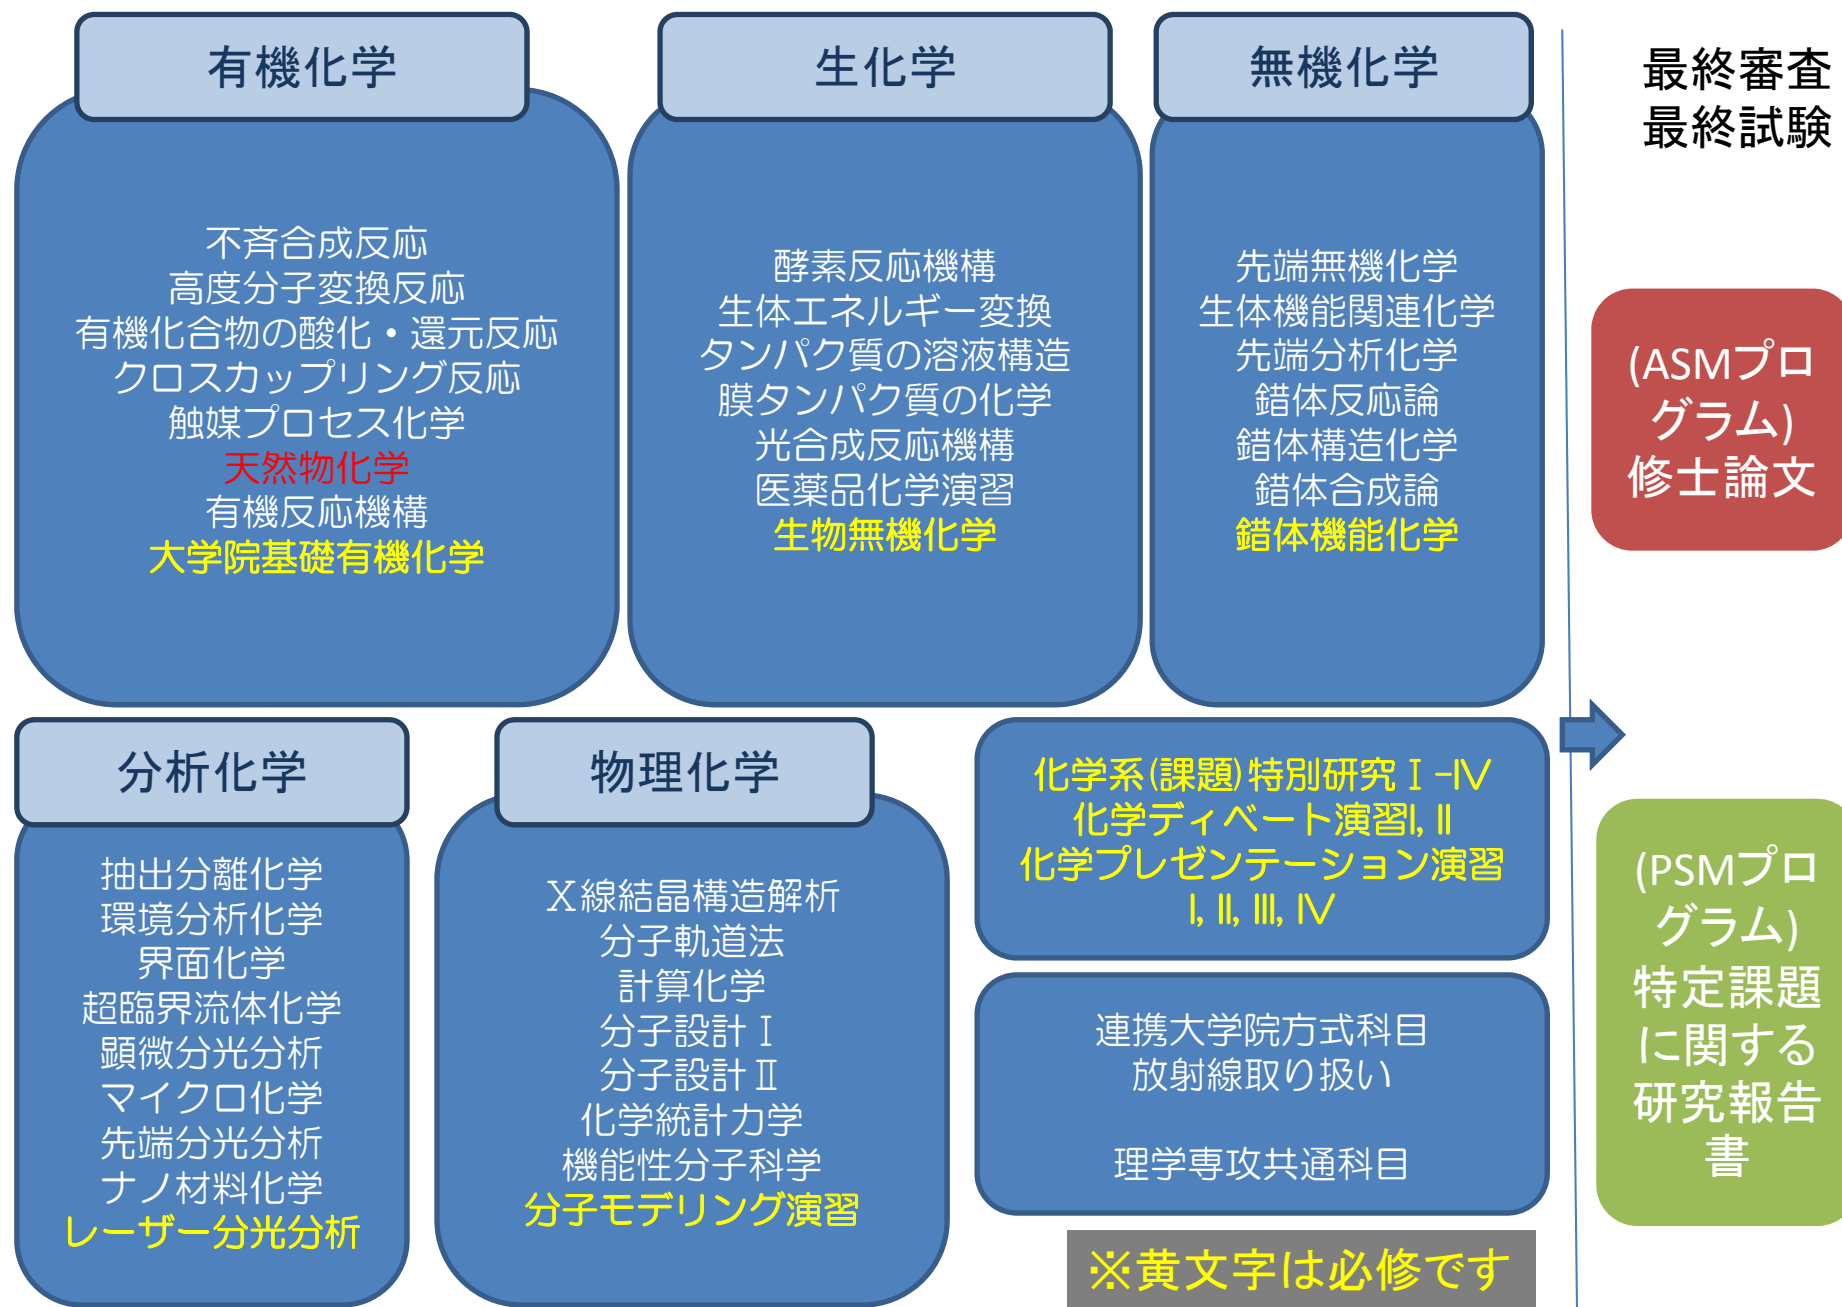 有機化学
不斉合成反応
高度分子変換反応
有機化合物の酸化・還元反応
クロスカップリング反応
触媒プロセス化学
天然物化学
有機反応機構
大学院基礎有機化学
生化学
酵素反応機構
生体エネルギー変換
タンパク質の溶液構造
膜タンパク質の化学
光合成反応機構
医薬品化学演習
生物無機化学
無機化学
先端無機化学
生体機能関連化学
先端分析化学
錯体反応論
錯体構造化学
錯体合成論
錯体機能化学
分析化学
抽出分離化学
環境分析化学
界面化学
超臨界流体化学
顕微分光分析
マイクロ化学
先端分光分析
ナノ材料化学
レーザー分光分析
物理化学
X線結晶構造解析
分子軌道法
計算化学
分子設計Ⅰ
分子設計Ⅱ
化学統計力学
機能性分子科学
分子モデリング演習
化学系(課題)特別研究Ⅰ-IV
化学ディベート演習I, II
化学プレゼンテーション演習
I, II, III, IV
連携大学院方式科目
放射線取り扱い
理学専攻共通科目
※黄文字は必修です
最終審査
最終試験
(ASMプロ
グラム)
修士論文
(PSMプロ
グラム)
特定課題
に関する
研究報告
書